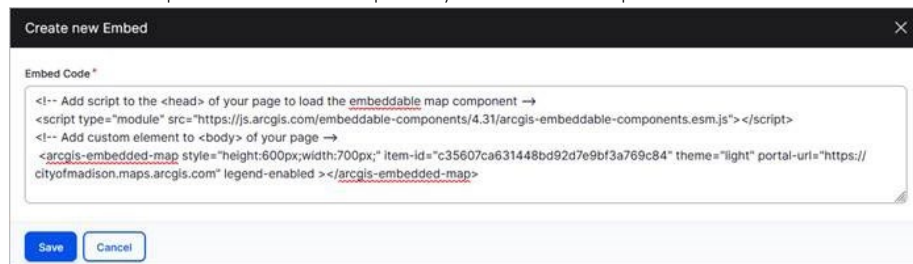 Create new Embed
Embed Code *
<!-- Add script to the <head> of your page to load the embeddable map component -->
<script type="module" src="https://js.arcgis.com/embeddable-components/4.31/arcgis-embeddable-components.esm.js"></script>
<!-- Add custom element to <body> of your page -->
<arcgis-embedded-map style="height:600px;width:700px;" item-id="c35607ca631448bd92d7e9bf3a769c84" theme="light" portal-url="https://
cityofmadison.maps.arcgis.com" legend-enabled ></arcgis-embedded-map>
Save Cancel